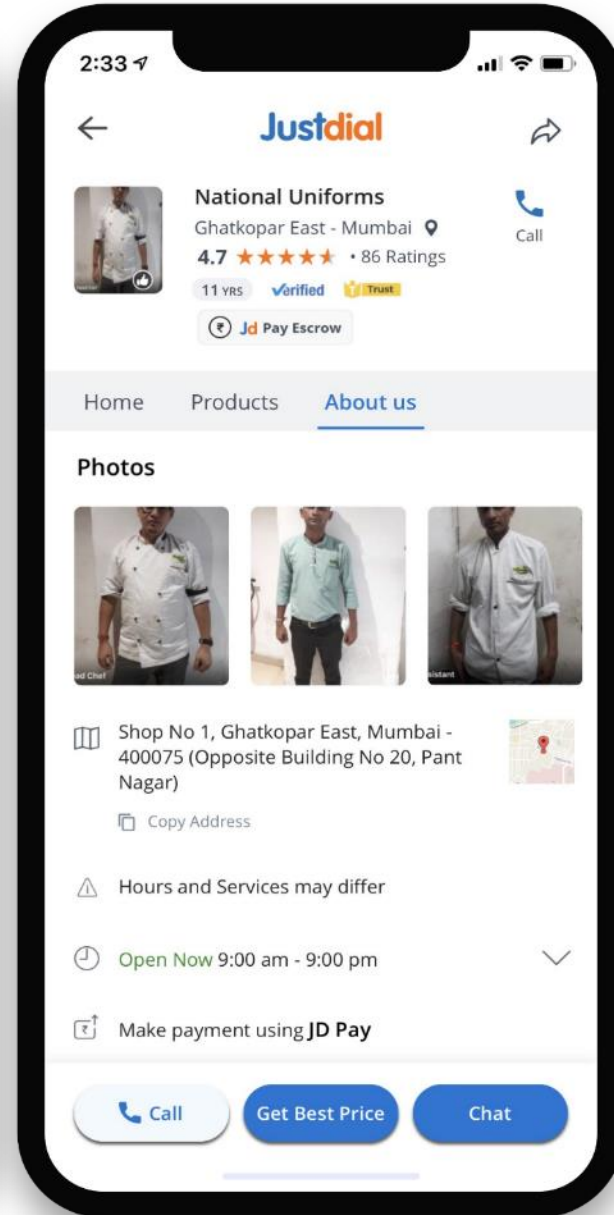 2:33
Justdial
National Uniforms
Ghatkopar East - Mumbai
Call
4.7 ★★★★★ • 86 Ratings
11 YRS Verified Trust
₹ Jd Pay Escrow
Home Products About us
Photos
ad Chef
sistant
Shop No 1, Ghatkopar East, Mumbai -
400075 (Opposite Building No 20, Pant
Nagar)
Copy Address
Hours and Services may differ
Open Now 9:00 am - 9:00 pm
Make payment using JD Pay
Call Get Best Price Chat